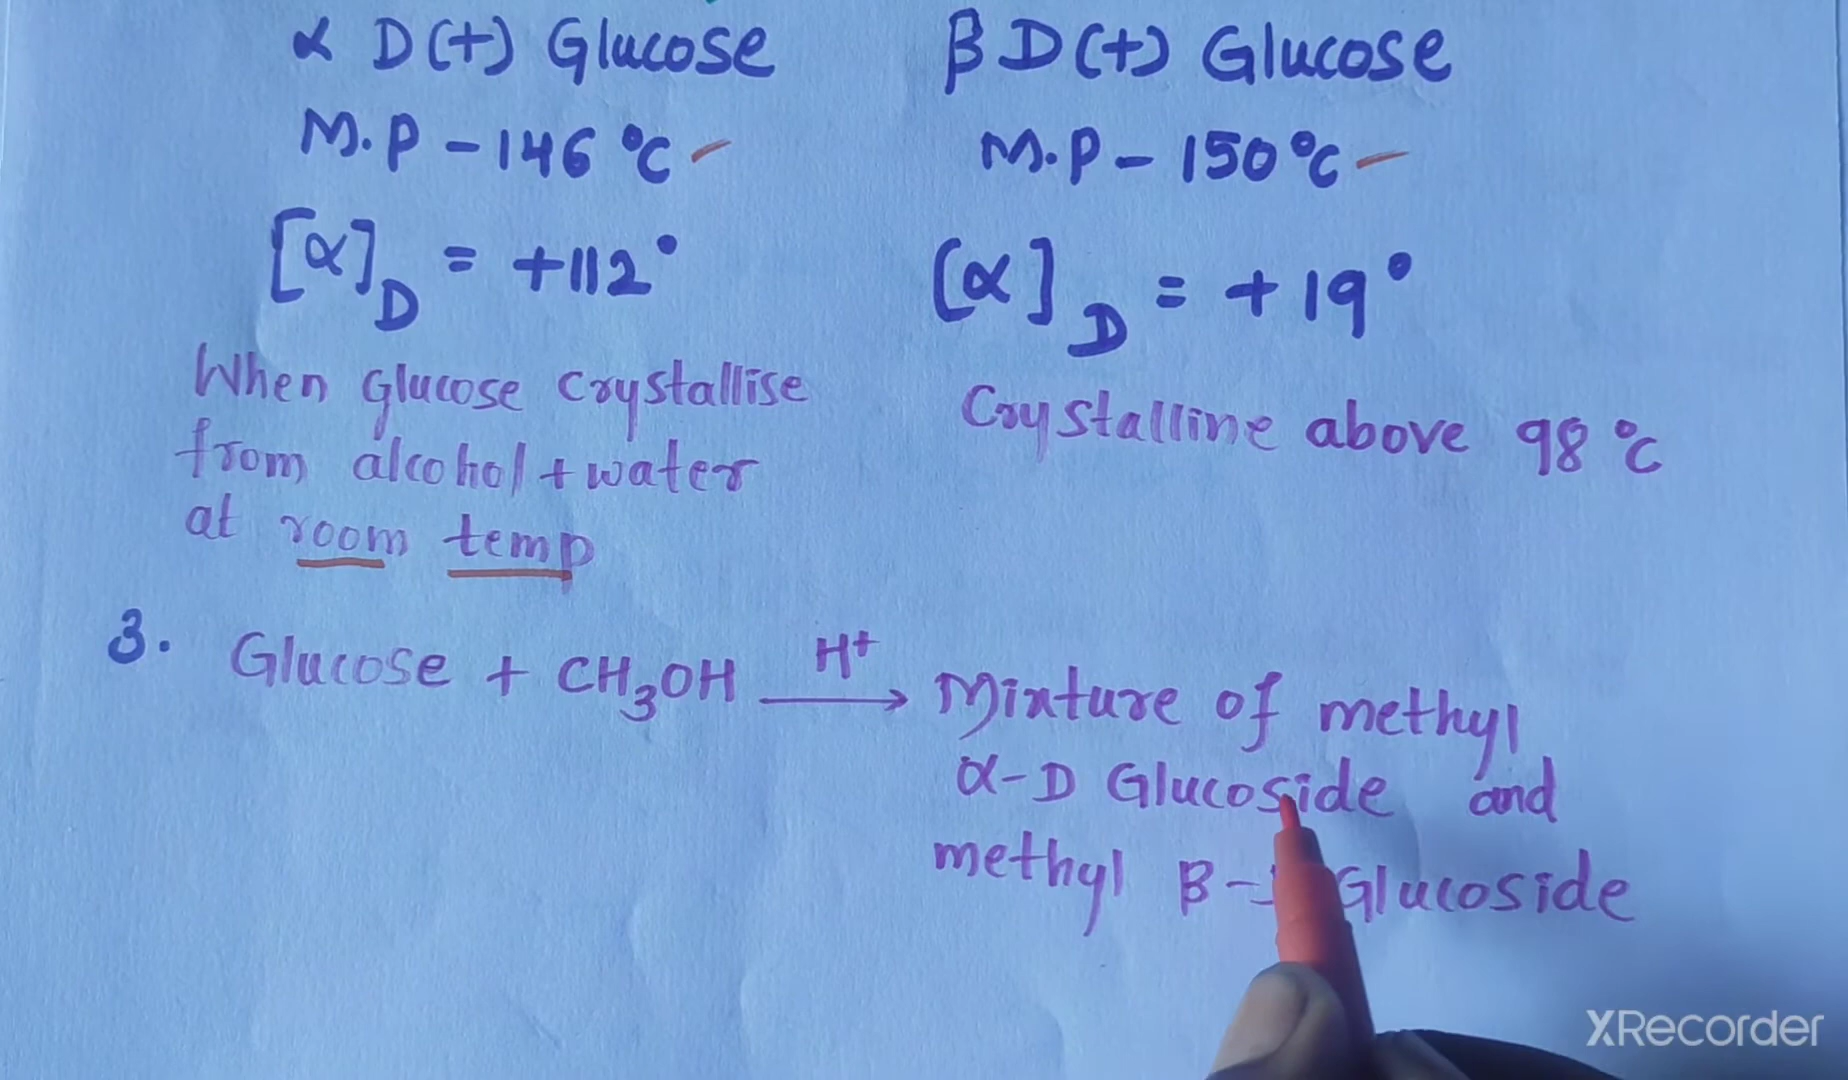 α D(+) Glucose
M.P - 146 °C
[α]D = +112°
When glucose crystallise
from alcohol + water
at room temp
β D(+) Glucose
M.P - 150°C
[α]D = +19°
Crystalline above 98 °C
3. Glucose + CH3OH H+ → Mixture of methyl
α-D Glucoside and
methyl β- Glucoside
XRecorder